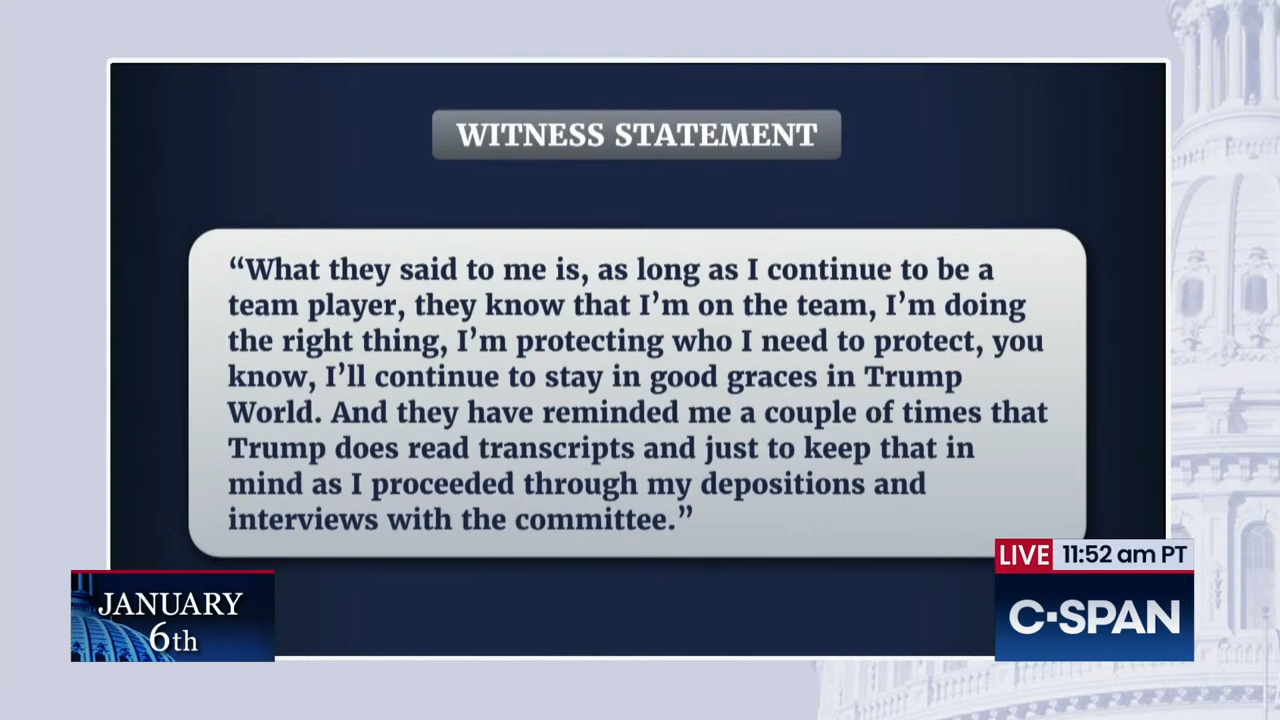 WITNESS STATEMENT
“What they said to me is, as long as I continue to be a
team player, they know that I’m on the team, I’m doing
the right thing, I’m protecting who I need to protect, you
know, I’ll continue to stay in good graces in Trump
World. And they have reminded me a couple of times that
Trump does read transcripts and just to keep that in
mind as I proceeded through my depositions and
interviews with the committee.”
LIVE 11:52 am PT
JANUARY
6th
C-SPAN